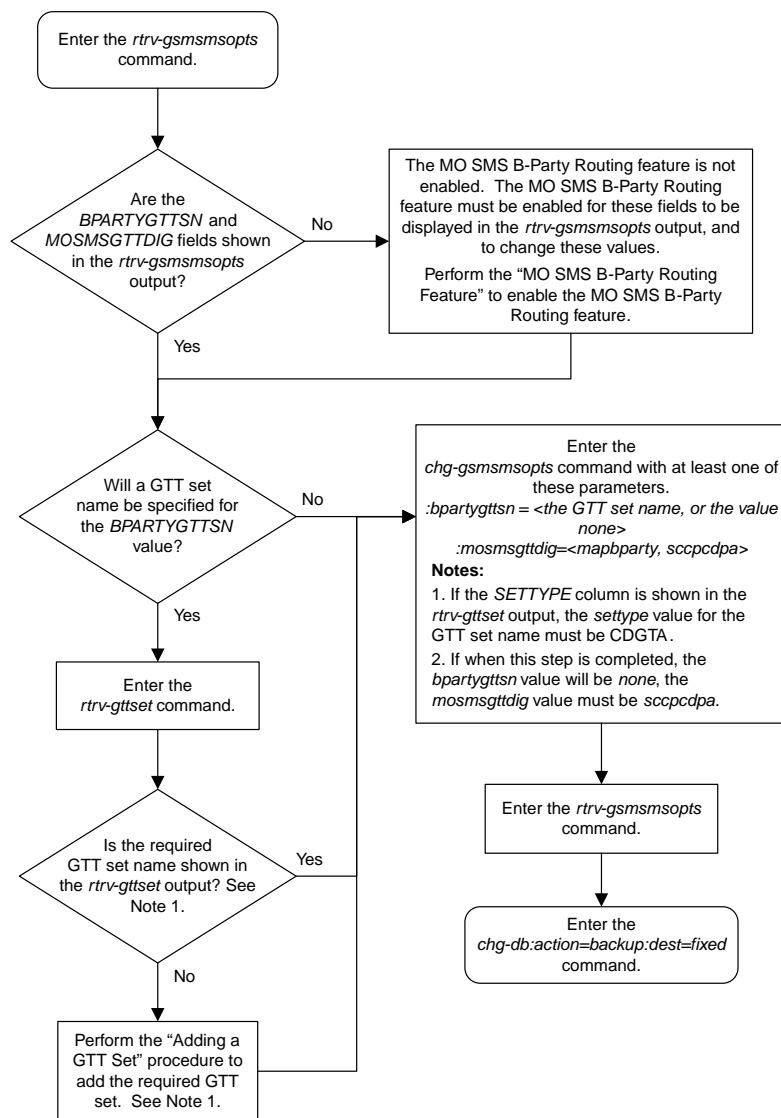 Enter the rtrv-gsmsmsopts
command.
Are the
BPARTYGTTSN and
MOSMSGTTDIG fields shown
in the rtrv-gsmsmsopts
output?
No
Yes
The MO SMS B-Party Routing feature is not
enabled. The MO SMS B-Party Routing
feature must be enabled for these fields to be
displayed in the rtrv-gsmsmsopts output, and
to change these values.
Perform the “MO SMS B-Party Routing
Feature” to enable the MO SMS B-Party
Routing feature.
Will a GTT set
name be specified for
the BPARTYGTTSN
value?
No
Yes
Enter the
rtrv-gttset command.
Is the required
GTT set name shown in
the rtrv-gttset output? See
Note 1.
Yes
No
Perform the “Adding a
GTT Set” procedure to
add the required GTT
set. See Note 1.
Enter the
chg-gsmsmsopts command with at least one of
these parameters.
:bpartygttsn = <the GTT set name, or the value
none>
:mosmsgttdig=<mapbparty, sccpcdpa>
Notes:
1. If the SETTYPE column is shown in the
rtrv-gttset output, the settype value for the
GTT set name must be CDGTA.
2. If when this step is completed, the
bpartygttsn value will be none, the
mosmsgttdig value must be sccpcdpa.
Enter the rtrv-gsmsmsopts
command.
Enter the
chg-db:action=backup:dest=fixed
command.